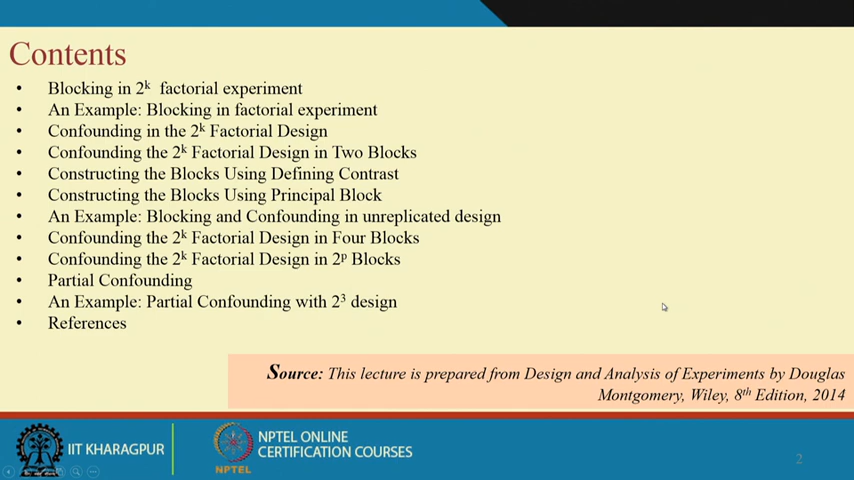 Contents
• Blocking in 2ᵏ factorial experiment
• An Example: Blocking in factorial experiment
• Confounding in the 2ᵏ Factorial Design
• Confounding the 2ᵏ Factorial Design in Two Blocks
• Constructing the Blocks Using Defining Contrast
• Constructing the Blocks Using Principal Block
• An Example: Blocking and Confounding in unreplicated design
• Confounding the 2ᵏ Factorial Design in Four Blocks
• Confounding the 2ᵏ Factorial Design in 2ᵖ Blocks
• Partial Confounding
• An Example: Partial Confounding with 2³ design
• References
Source: This lecture is prepared from Design and Analysis of Experiments by Douglas
Montgomery, Wiley, 8ᵗʰ Edition, 2014
IIT KHARAGPUR
NPTEL
NPTEL ONLINE
CERTIFICATION COURSES
2